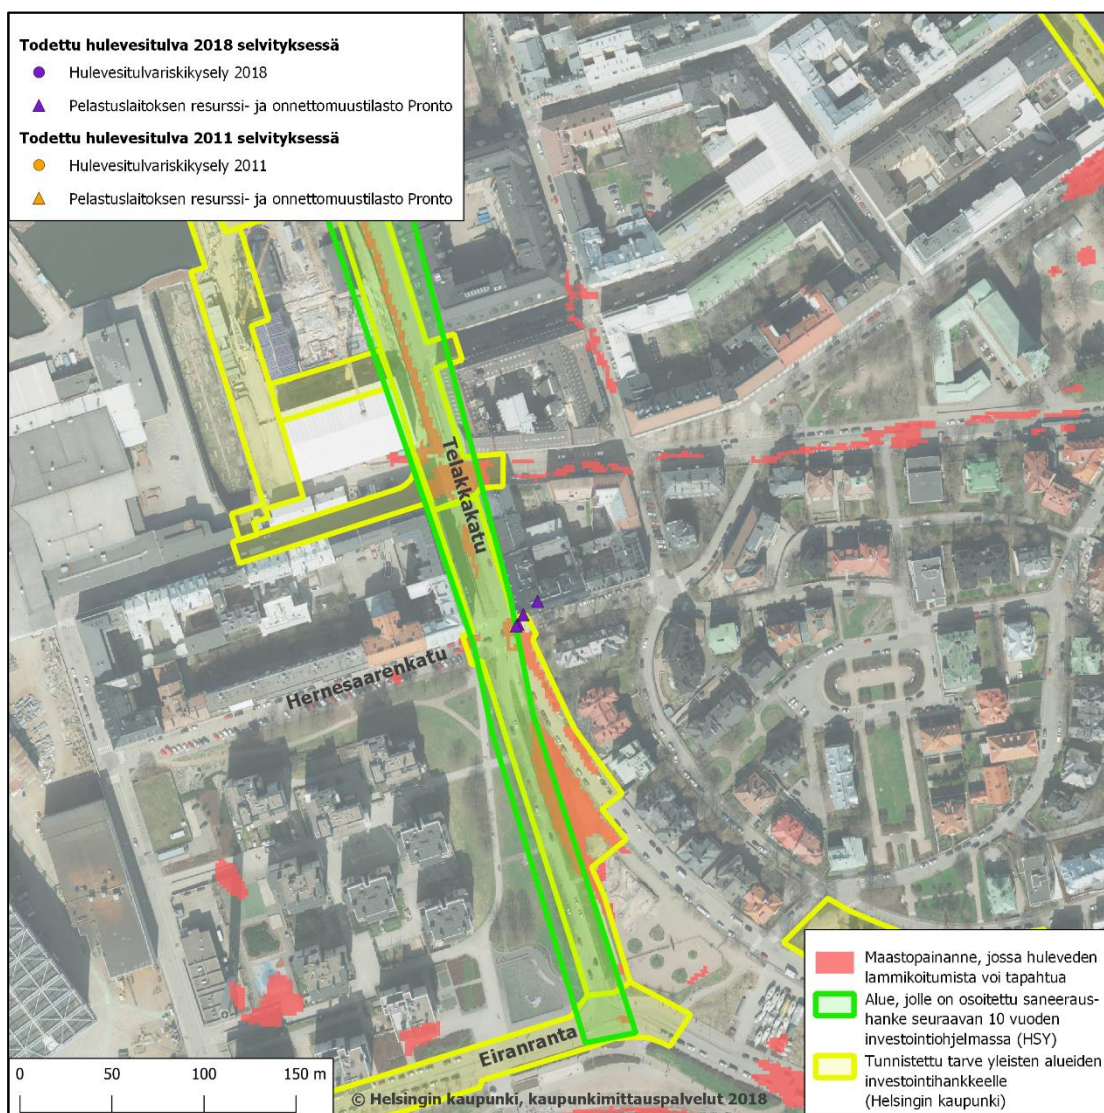 Todettu hulevesitulva 2018 selvityksessä
Hulevesitulvariskikysely 2018
Pelastuslaitoksen resurssi- ja onnettomuustilasto Pronto
Todettu hulevesitulva 2011 selvityksessä
Hulevesitulvariskikysely 2011
Pelastuslaitoksen resurssi- ja onnettomuustilasto Pronto
Telakkakatu
Hernesaarenkatu
Eiranranta
Maastopainanne, jossa huleveden
lammikoitumista voi tapahtua
Alue, jolle on osoitettu saneeraus-
hanke seuraavan 10 vuoden
investointiohjelmassa (HSY)
Tunnistettu tarve yleisten alueiden
investointihankkeelle
(Helsingin kaupunki)
0 50 100 150 m
© Helsingin kaupunki, kaupunkimittauspalvelut 2018